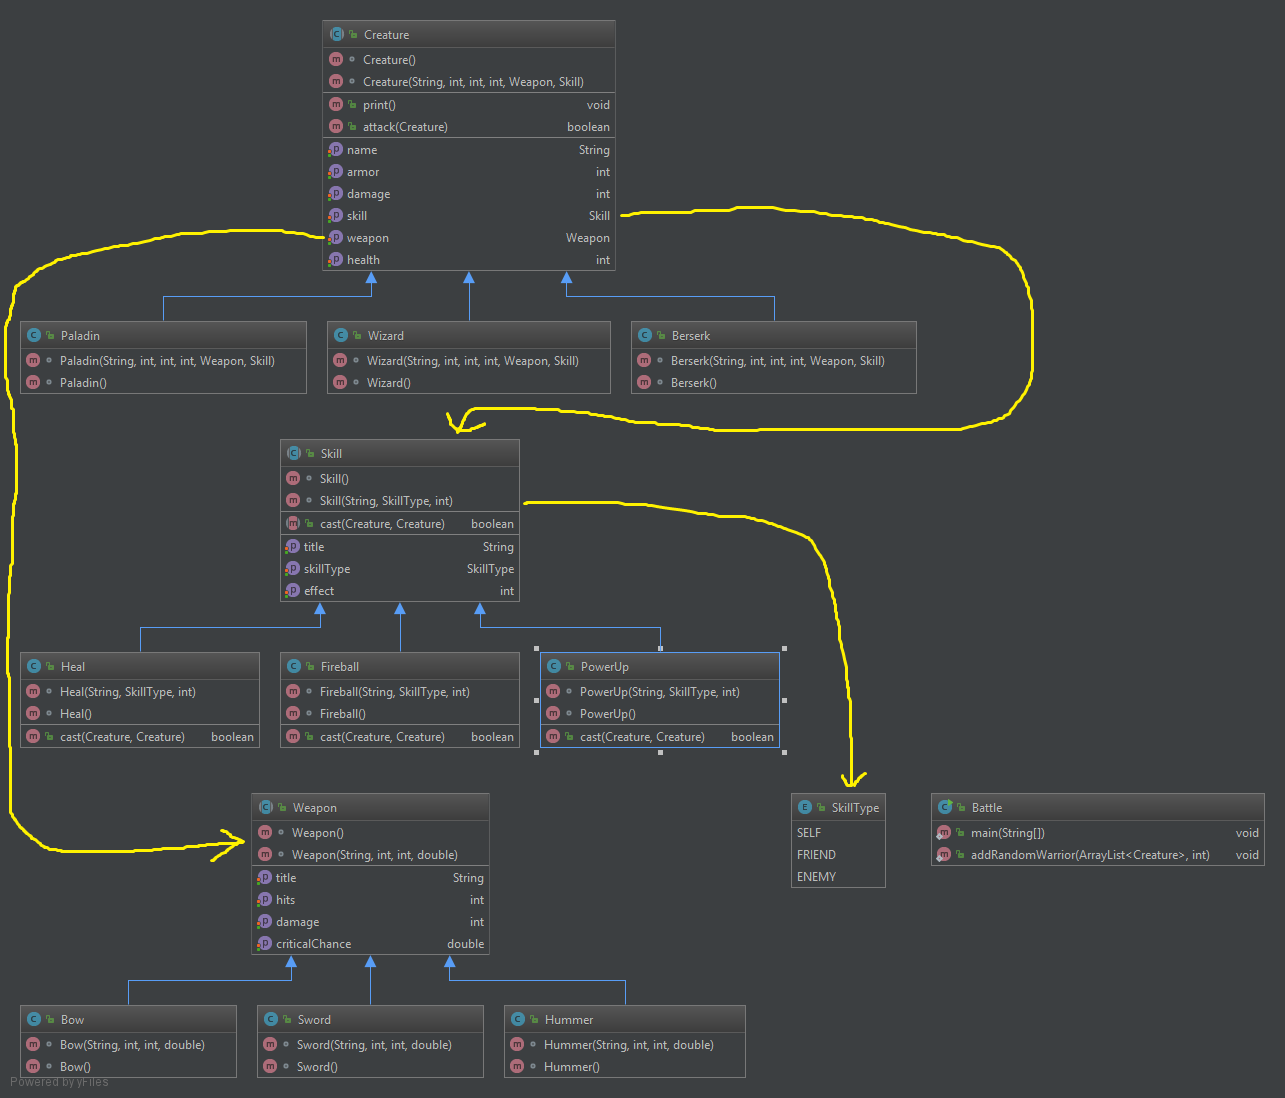 Creature
Creature()
Creature(String, int, int, int, Weapon, Skill)
print() void
attack(Creature) boolean
name String
armor int
damage int
skill Skill
weapon Weapon
health int
Paladin
Paladin(String, int, int, int, Weapon, Skill)
Paladin()
Wizard
Wizard(String, int, int, int, Weapon, Skill)
Wizard()
Berserk
Berserk(String, int, int, int, Weapon, Skill)
Berserk()
Skill
Skill()
Skill(String, SkillType, int)
cast(Creature, Creature) boolean
title String
skillType SkillType
effect int
Heal
Heal(String, SkillType, int)
Heal()
cast(Creature, Creature) boolean
Fireball
Fireball(String, SkillType, int)
Fireball()
cast(Creature, Creature) boolean
PowerUp
PowerUp(String, SkillType, int)
PowerUp()
cast(Creature, Creature) boolean
Weapon
Weapon()
Weapon(String, int, int, double)
title String
hits int
damage int
criticalChance double
SkillType
SELF
FRIEND
ENEMY
Battle
main(String[]) void
addRandomWarrior(ArrayList<Creature>, int) void
Bow
Bow(String, int, int, double)
Bow()
Sword
Sword(String, int, int, double)
Sword()
Hummer
Hummer(String, int, int, double)
Hummer()
Powered by yFiles